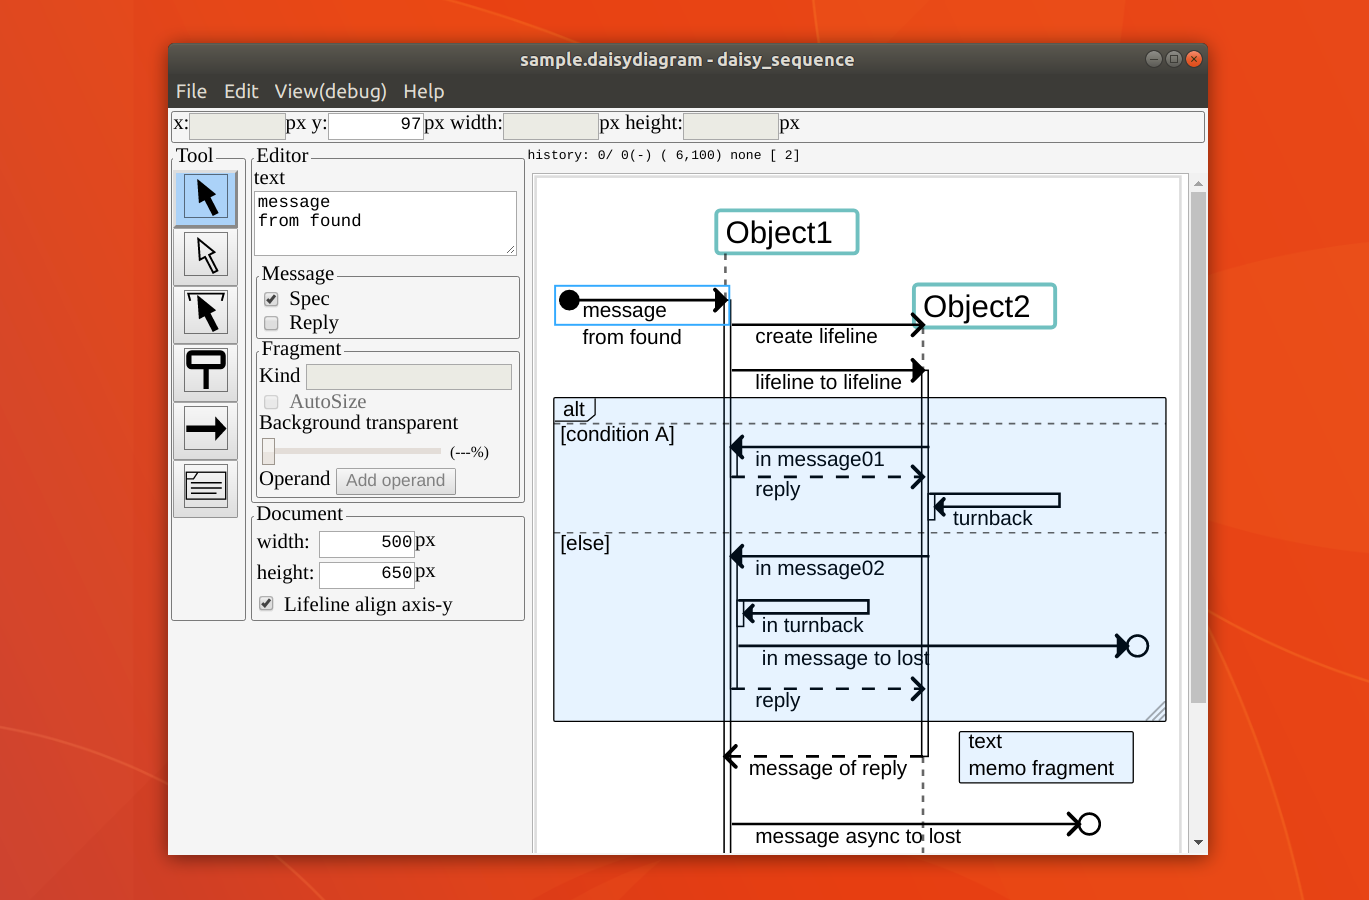 sample.daisydiagram - daisy_sequence
File Edit View(debug) Help
x: px y: 97 px width: px height: px
Tool
Editor
history: 0/ 0(-) ( 6,100) none [ 2]
text
message
from found
Message
Spec
Reply
Fragment
Kind
AutoSize
Background transparent
(---%)
Operand Add operand
Document
width: 500 px
height: 650 px
Lifeline align axis-y
Object1
Object2
message
from found
create lifeline
lifeline to lifeline
alt
[condition A]
in message01
reply
turnback
[else]
in message02
in turnback
in message to lost
reply
text
memo fragment
message of reply
message async to lost